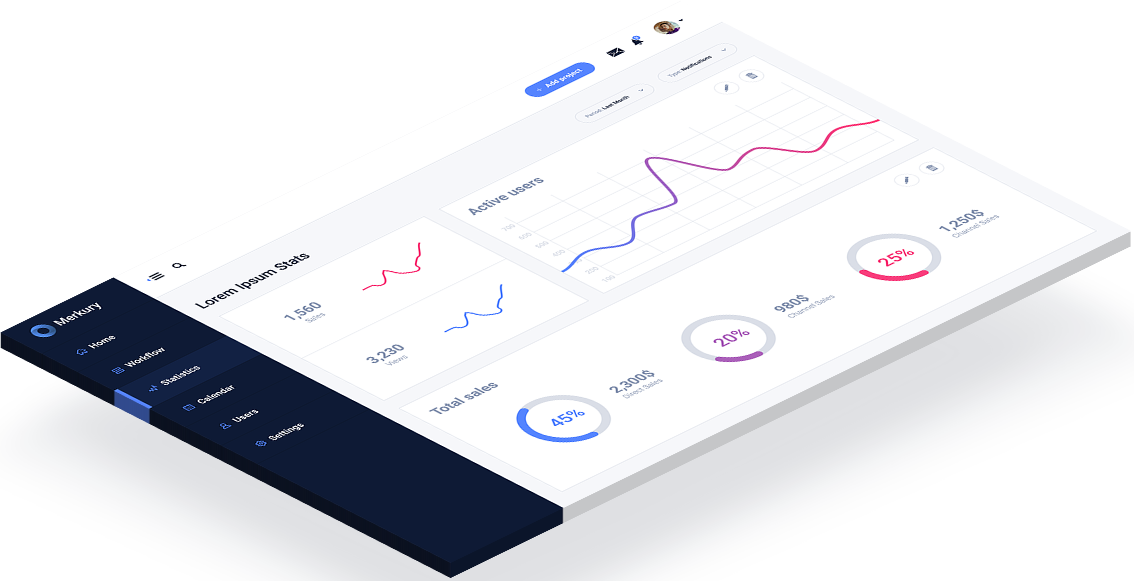 Merkury
Home
Workflow
Statistics
Calendar
Users
Settings
+ Add project
Lorem Ipsum Stats
Period: Last Month
Type: Notifications
1,560
Sales
3,230
Views
Active users
700
600
500
400
200
100
Total sales
45%
2,300$
Direct Sales
20%
980$
Channel Sales
25%
1,250$
Channel Sales